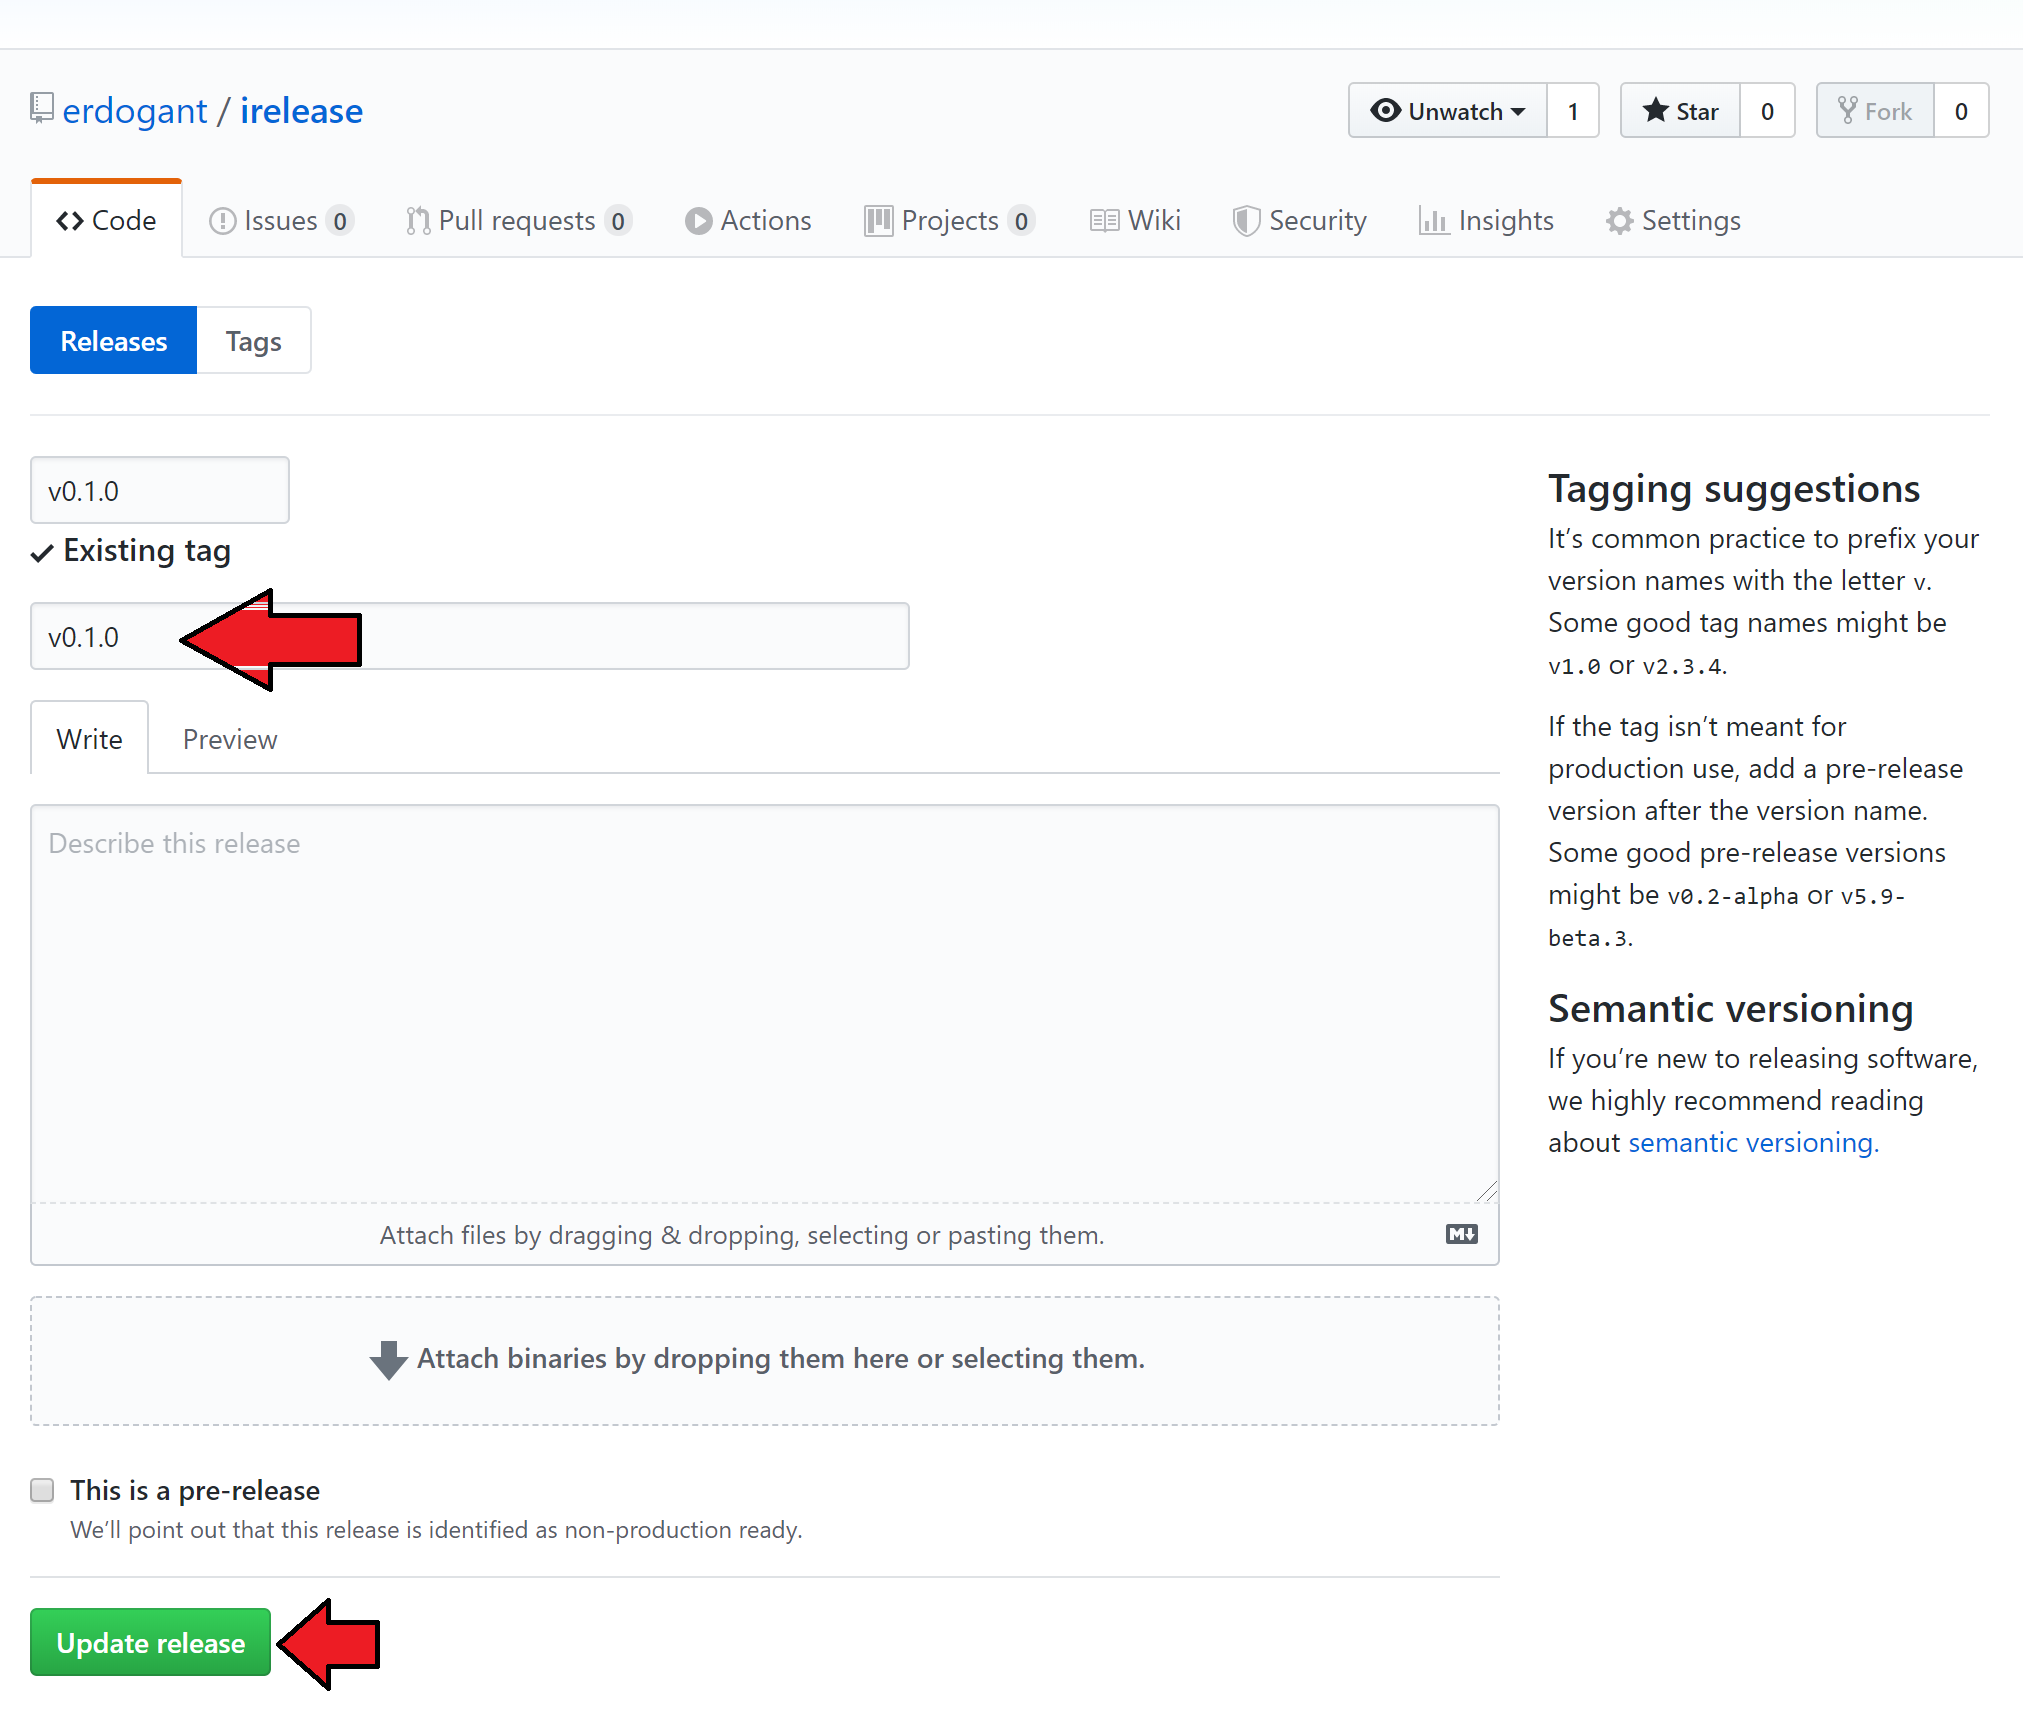 erdogant / irelease
Unwatch 1 Star 0 Fork 0
Code Issues 0 Pull requests 0 Actions Projects 0 Wiki Security Insights Settings
Releases Tags
v0.1.0
Existing tag
v0.1.0
Write Preview
Describe this release
Attach files by dragging & dropping, selecting or pasting them.
Attach binaries by dropping them here or selecting them.
This is a pre-release
We’ll point out that this release is identified as non-production ready.
Update release
Tagging suggestions
It’s common practice to prefix your
version names with the letter v.
Some good tag names might be
v1.0 or v2.3.4.
If the tag isn’t meant for
production use, add a pre-release
version after the version name.
Some good pre-release versions
might be v0.2-alpha or v5.9-
beta.3.
Semantic versioning
If you’re new to releasing software,
we highly recommend reading
about semantic versioning.